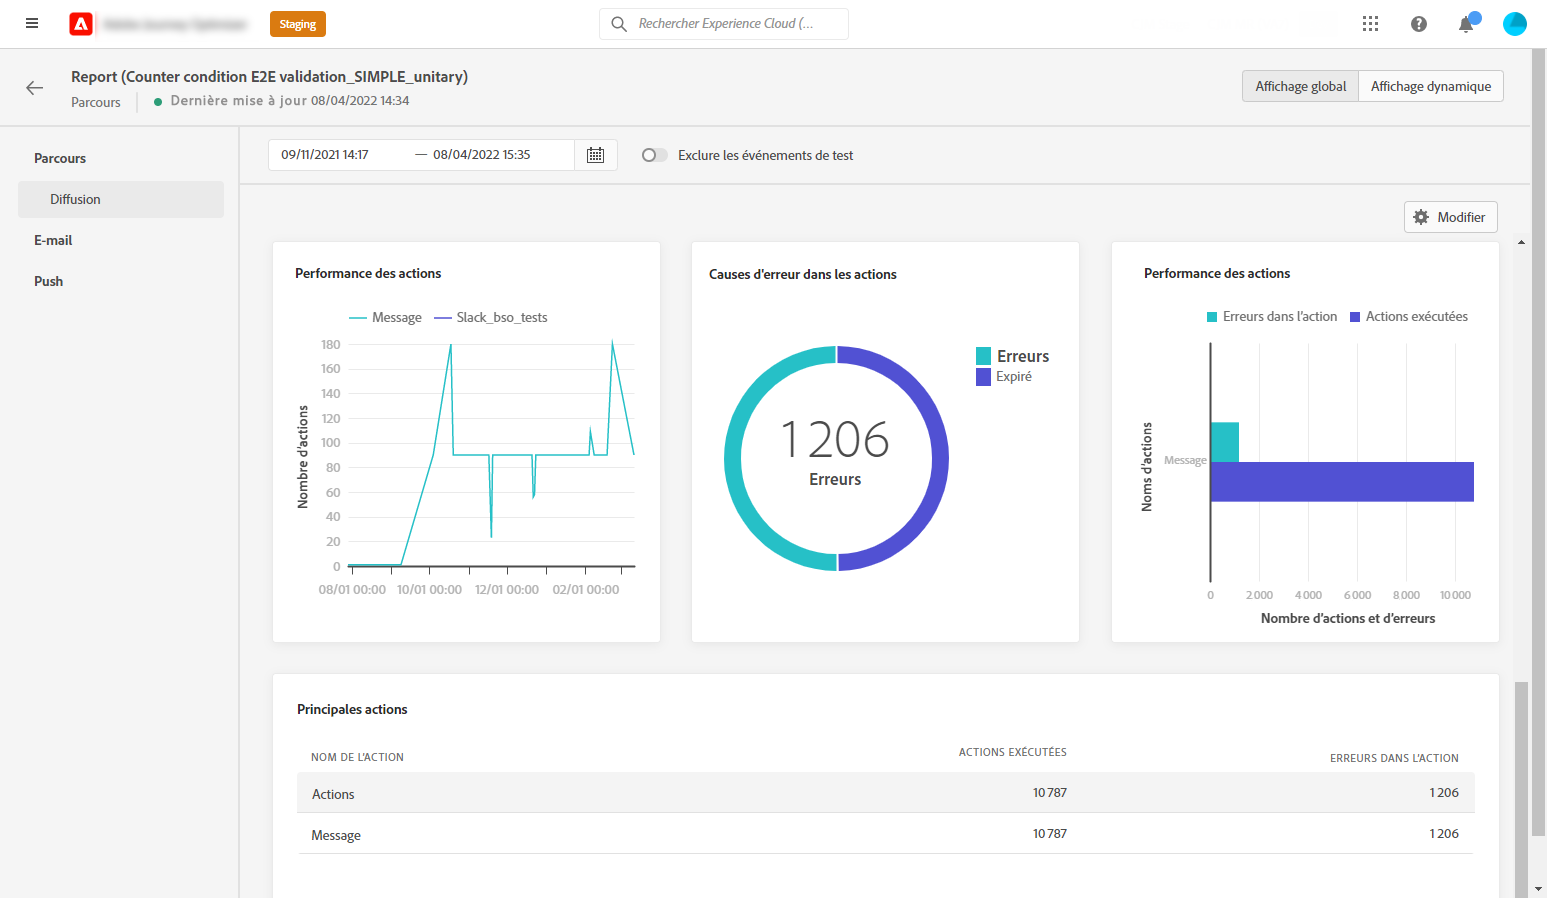 Staging
Rechercher Experience Cloud (...
Report (Counter condition E2E validation_SIMPLE_unitary)
Parcours
Dernière mise à jour 08/04/2022 14:34
Affichage global
Affichage dynamique
Parcours
Diffusion
E-mail
Push
09/11/2021 14:17 — 08/04/2022 15:35
Exclure les événements de test
Modifier
Performance des actions
Message
Slack_bso_tests
Nombre d'actions
180
160
140
120
100
80
60
40
20
0
08/01 00:00 10/01 00:00 12/01 00:00 02/01 00:00
Causes d'erreur dans les actions
Erreurs
Expiré
1 206
Erreurs
Performance des actions
Erreurs dans l'action
Actions exécutées
Noms d'actions
Message
0 2 000 4 000 6 000 8 000 10 000
Nombre d'actions et d'erreurs
Principales actions
NOM DE L'ACTION ACTIONS EXÉCUTÉES ERREURS DANS L'ACTION
Actions 10 787 1 206
Message 10 787 1 206